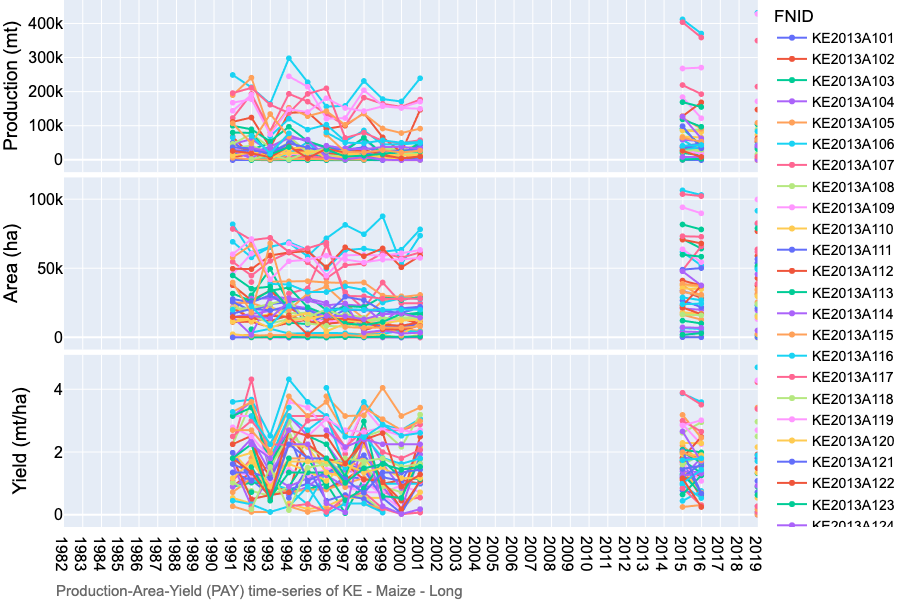 Production (mt)
400k
300k
200k
100k
0
Area (ha)
100k
50k
0
Yield (mt/ha)
4
2
0
1982
1983
1984
1985
1986
1987
1988
1989
1990
1991
1992
1993
1994
1995
1996
1997
1998
1999
2000
2001
2002
2003
2004
2005
2006
2007
2008
2009
2010
2011
2012
2013
2014
2015
2016
2017
2018
2019
Production-Area-Yield (PAY) time-series of KE - Maize - Long
FNID
KE2013A101
KE2013A102
KE2013A103
KE2013A104
KE2013A105
KE2013A106
KE2013A107
KE2013A108
KE2013A109
KE2013A110
KE2013A111
KE2013A112
KE2013A113
KE2013A114
KE2013A115
KE2013A116
KE2013A117
KE2013A118
KE2013A119
KE2013A120
KE2013A121
KE2013A122
KE2013A123
KE2013A124